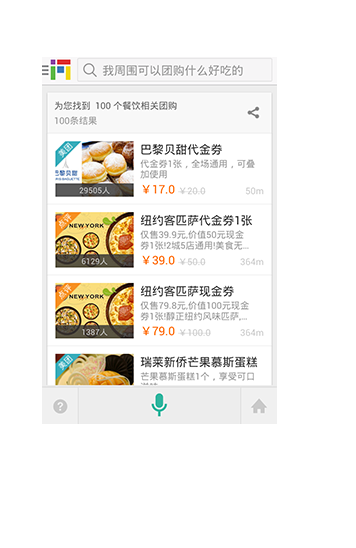 我周围可以团购什么好吃的
为您找到 100 个餐饮相关团购
100条结果
美团
巴黎贝甜
PARIS BAGUETTE
29505人
巴黎贝甜代金券
代金券1张，全场通用，可叠
加使用
￥17.0 ￥20.0 50m
点评
NEW YORK
6129人
纽约客匹萨代金券1张
仅售39.9元,价值50元现金
券1张!2城5店通用!美食无...
￥39.0 ￥50.0 364m
点评
NEW YORK
1387人
纽约客匹萨现金券
仅售79.8元,价值100元现金
券1张!醇正纽约风味匹萨,...
￥79.0 ￥100.0 364m
美团
瑞莱新侨芒果慕斯蛋糕
芒果慕斯蛋糕1个，享受可口
?